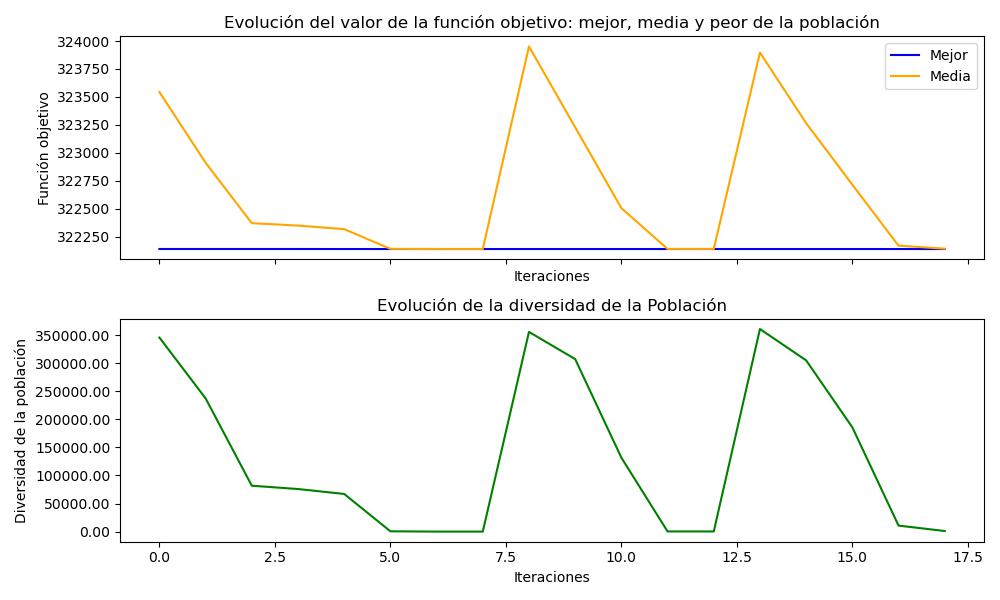 Evolución del valor de la función objetivo: mejor, media y peor de la población
324000
323750
323500
323250
323000
322750
322500
322250
Función objetivo
Mejor
Media
Iteraciones
Evolución de la diversidad de la Población
350000.00
300000.00
250000.00
200000.00
150000.00
100000.00
50000.00
0.00
Diversidad de la población
0.0 2.5 5.0 7.5 10.0 12.5 15.0 17.5
Iteraciones